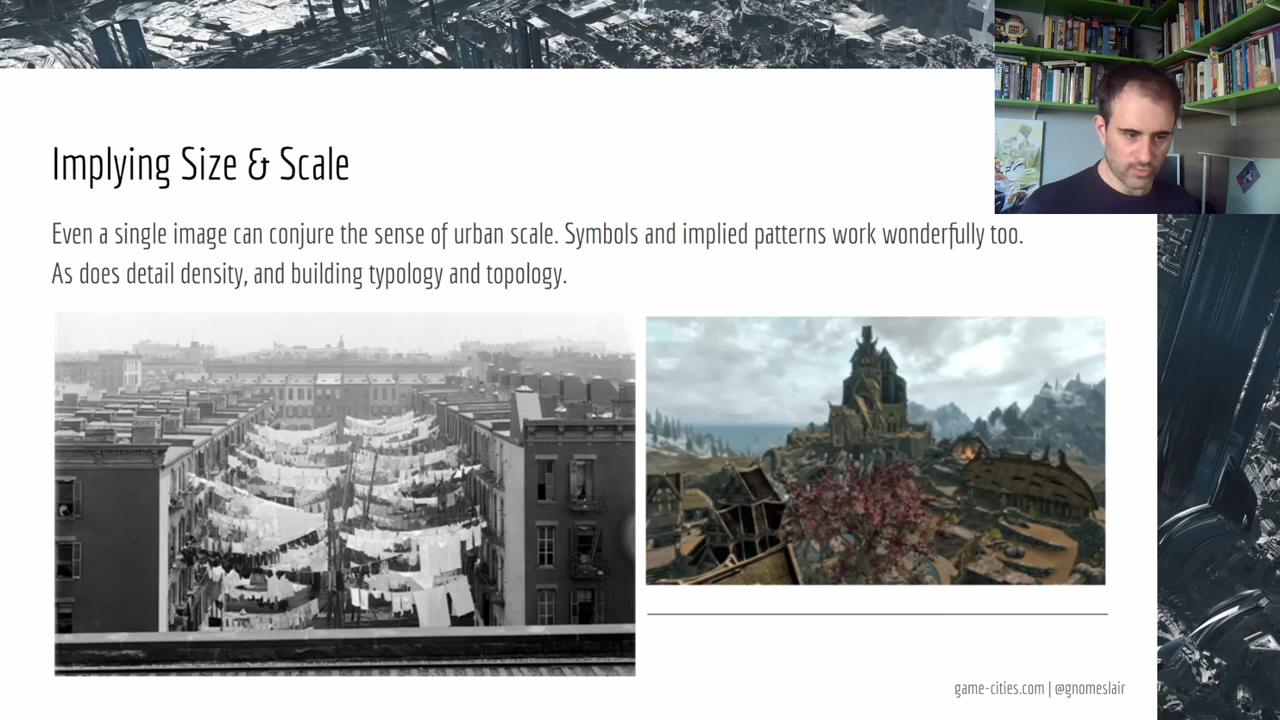 Implying Size & Scale
Even a single image can conjure the sense of urban scale. Symbols and implied patterns work wonderfully too.
As does detail density, and building typology and topology.
game-cities.com | @gnomeslair